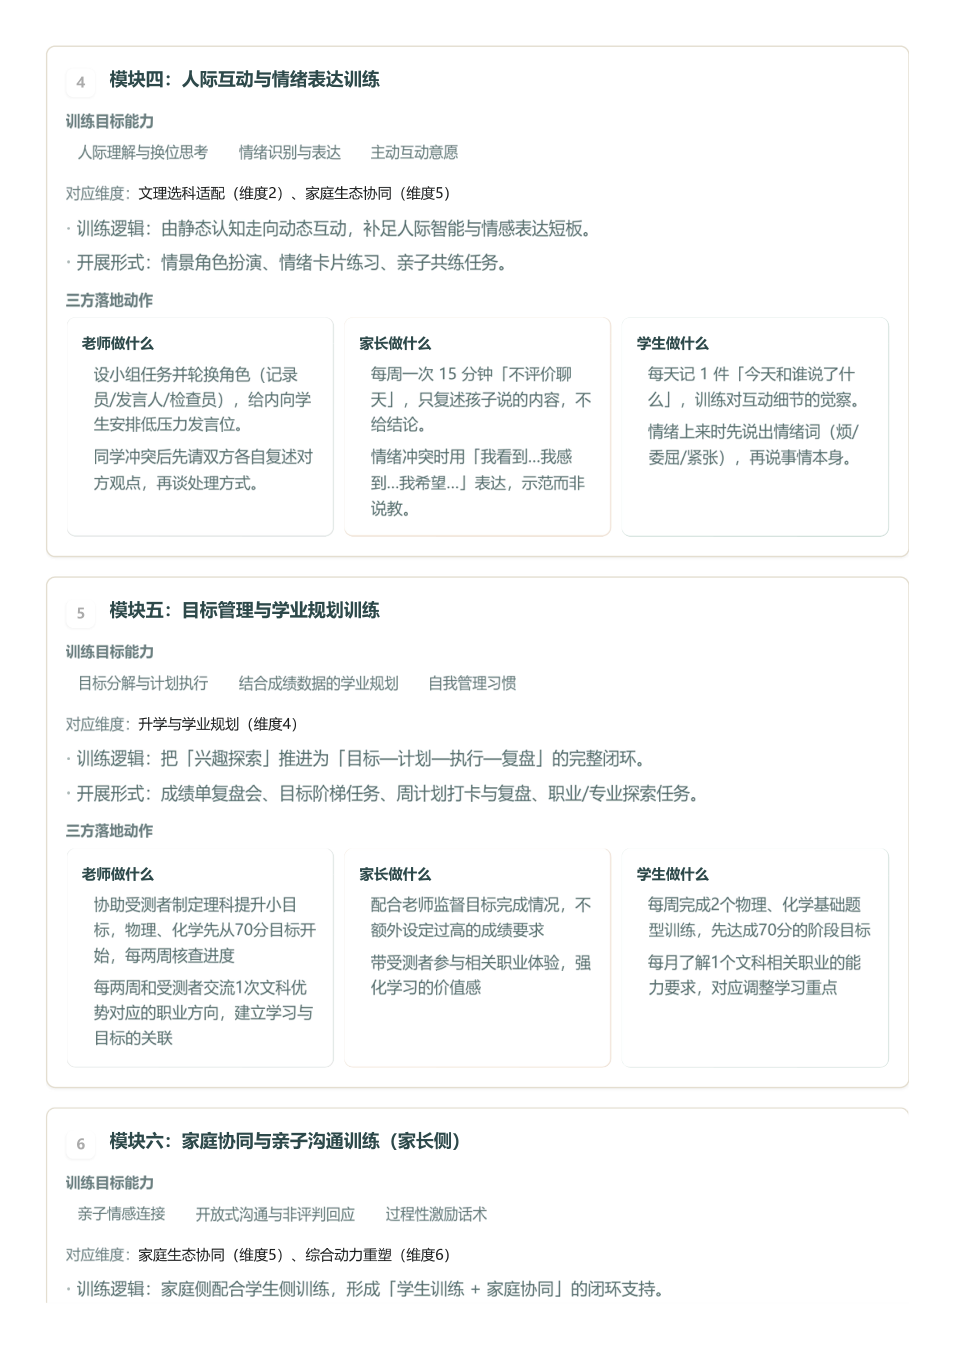 4
模块四：人际互动与情绪表达训练
训练目标能力
人际理解与换位思考 情绪识别与表达 主动互动意愿
对应维度：文理选科适配（维度2）、家庭生态协同（维度5）
· 训练逻辑：由静态认知走向动态互动，补足人际智能与情感表达短板。
· 开展形式：情景角色扮演、情绪卡片练习、亲子共练任务。
三方落地动作
老师做什么
设小组任务并轮换角色（记录
员/发言人/检查员），给内向学
生安排低压力发言位。
同学冲突后先请双方各自复述对
方观点，再谈处理方式。
家长做什么
每周一次 15 分钟「不评价聊
天」，只复述孩子说的内容，不
给结论。
情绪冲突时用「我看到…我感
到…我希望…」表达，示范而非
说教。
学生做什么
每天记 1 件「今天和谁说了什
么」，训练对互动细节的觉察。
情绪上来时先说出情绪词（烦/
委屈/紧张），再说事情本身。
5
模块五：目标管理与学业规划训练
训练目标能力
目标分解与计划执行 结合成绩数据的学业规划 自我管理习惯
对应维度：升学与学业规划（维度4）
· 训练逻辑：把「兴趣探索」推进为「目标—计划—执行—复盘」的完整闭环。
· 开展形式：成绩单复盘会、目标阶梯任务、周计划打卡与复盘、职业/专业探索任务。
三方落地动作
老师做什么
协助受测者制定理科提升小目
标，物理、化学先从70分目标开
始，每两周核查进度
每两周和受测者交流1次文科优
势对应的职业方向，建立学习与
目标的关联
家长做什么
配合老师监督目标完成情况，不
额外设定过高的成绩要求
带受测者参与相关职业体验，强
化学习的价值感
学生做什么
每周完成2个物理、化学基础题
型训练，先达成70分的阶段目标
每月了解1个文科相关职业的能
力要求，对应调整学习重点
6
模块六：家庭协同与亲子沟通训练（家长侧）
训练目标能力
亲子情感连接 开放式沟通与非评判回应 过程性激励话术
对应维度：家庭生态协同（维度5）、综合动力重塑（维度6）
· 训练逻辑：家庭侧配合学生侧训练，形成「学生训练 + 家庭协同」的闭环支持。